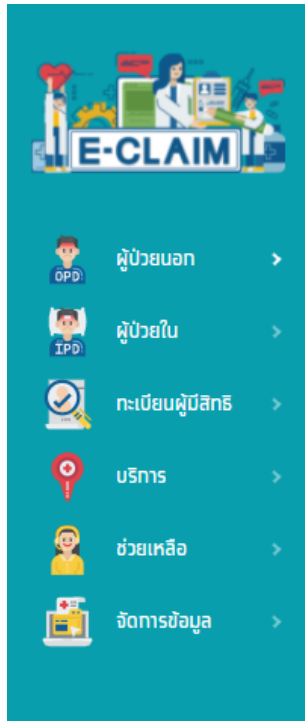 E-CLAIM
OPD
ผู้ป่วยนอก
IPD
ผู้ป่วยใน
ทะเบียนผู้มีสิทธิ
บริการ
ช่วยเหลือ
จัดการข้อมูล